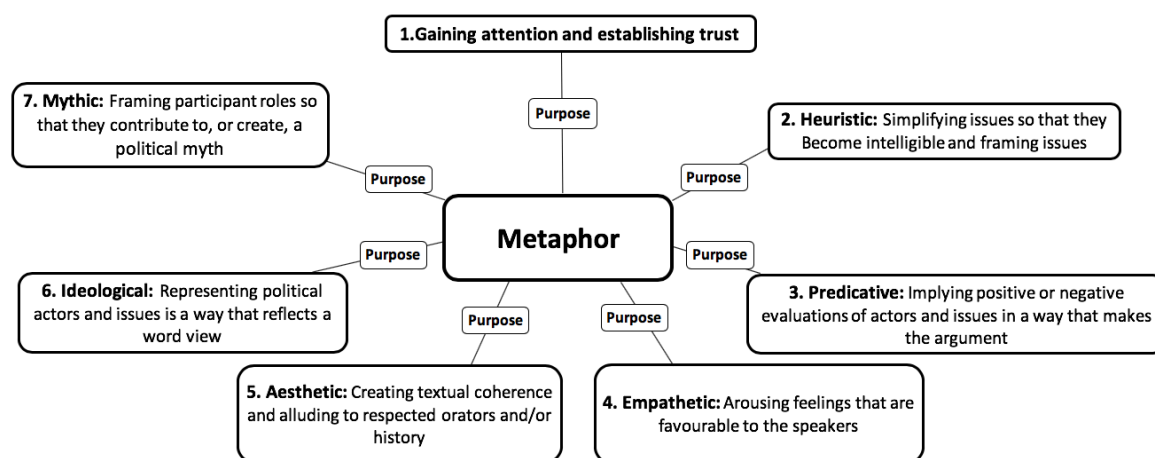 1.Gaining attention and establishing trust
Purpose
7. Mythic: Framing participant roles so
that they contribute to, or create, a
political myth
Purpose
2. Heuristic: Simplifying issues so that they
Become intelligible and framing issues
Purpose
Metaphor
Purpose
6. Ideological: Representing political
actors and issues is a way that reflects a
word view
Purpose
3. Predicative: Implying positive or negative
evaluations of actors and issues in a way that makes
the argument
Purpose
5. Aesthetic: Creating textual coherence
and alluding to respected orators and/or
history
Purpose
4. Empathetic: Arousing feelings that are
favourable to the speakers